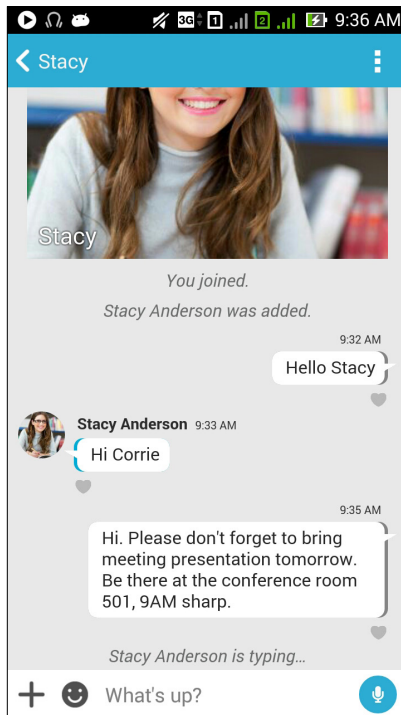 3G 1 2 9:36 AM
Stacy
Stacy
You joined.
Stacy Anderson was added.
9:32 AM
Hello Stacy
Stacy Anderson 9:33 AM
Hi Corrie
9:35 AM
Hi. Please don't forget to bring
meeting presentation tomorrow.
Be there at the conference room
501, 9AM sharp.
Stacy Anderson is typing...
What's up?